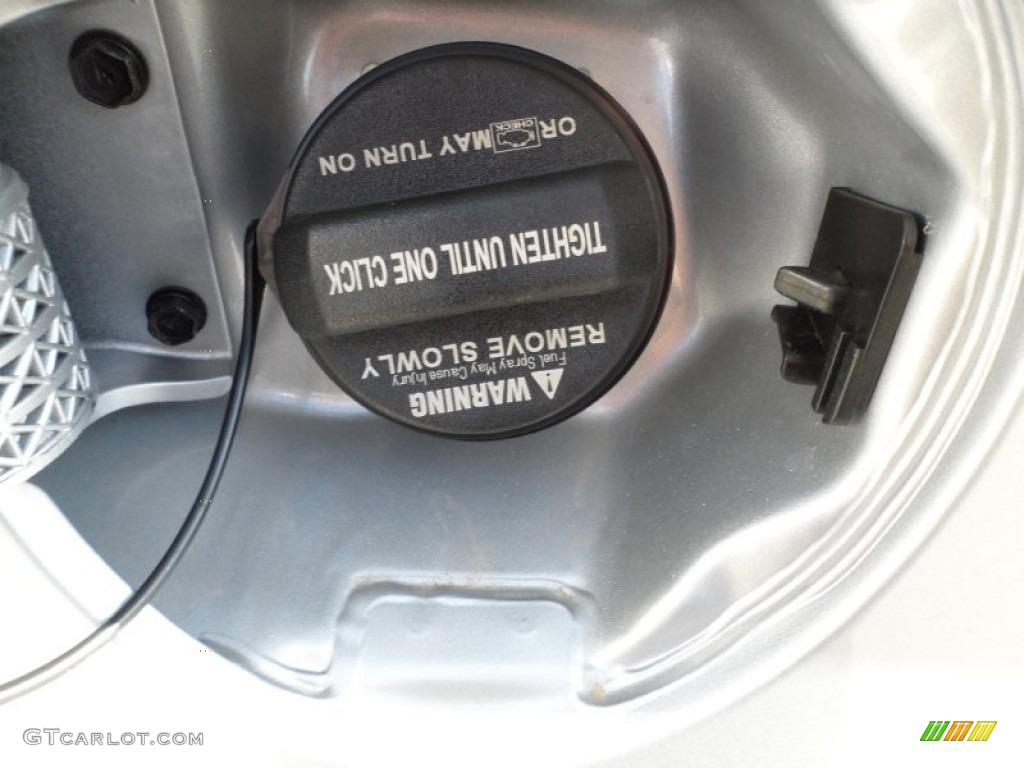 WARNING
Fuel Spray May Cause Injury
REMOVE SLOWLY
TIGHTEN UNTIL ONE CLICK
OR CHECK MAY TURN ON
GTCARLOT.COM